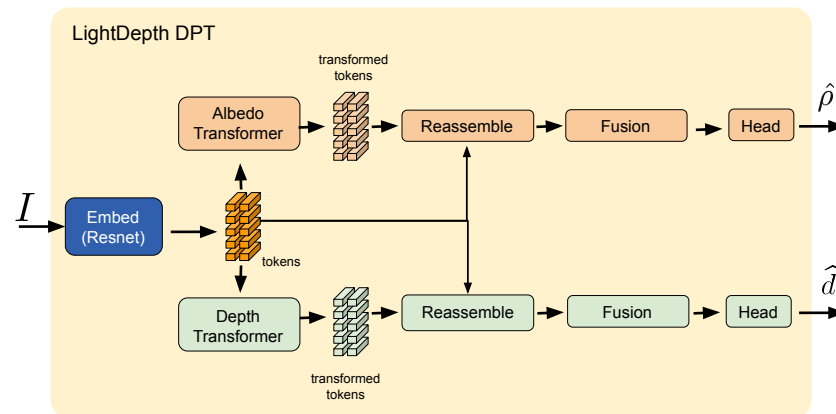 LightDepth DPT
transformed
tokens
Albedo
Transformer
Reassemble
Fusion
Head
ρ̂
I
Embed
(Resnet)
tokens
Depth
Transformer
Reassemble
Fusion
Head
d̂
transformed
tokens